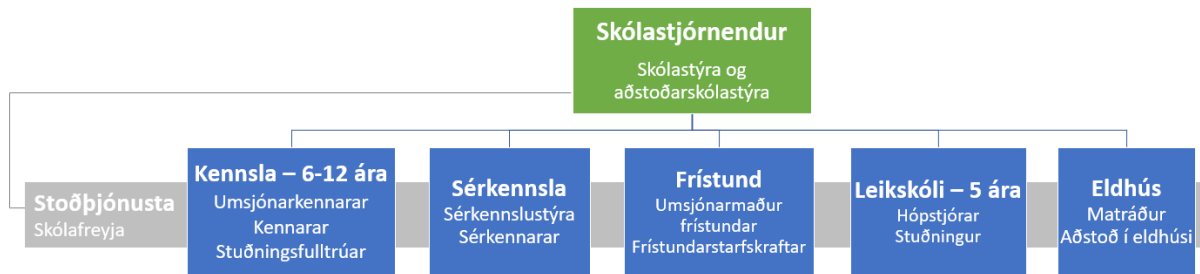 Skólastjórnendur
Skólastýra og
aðstoðarskólastýra
Stoðþjónusta
Skólafreyja
Kennsla – 6-12 ára
Umsjónarkennarar
Kennarar
Stuðningsfulltrúar
Sérkennsla
Sérkennslustýra
Sérkennarar
Frístund
Umsjónarmaður
frístundar
Frístundarstarfskraftar
Leikskóli – 5 ára
Hópstjórar
Stuðningur
Eldhús
Matráður
Aðstoð í eldhúsi